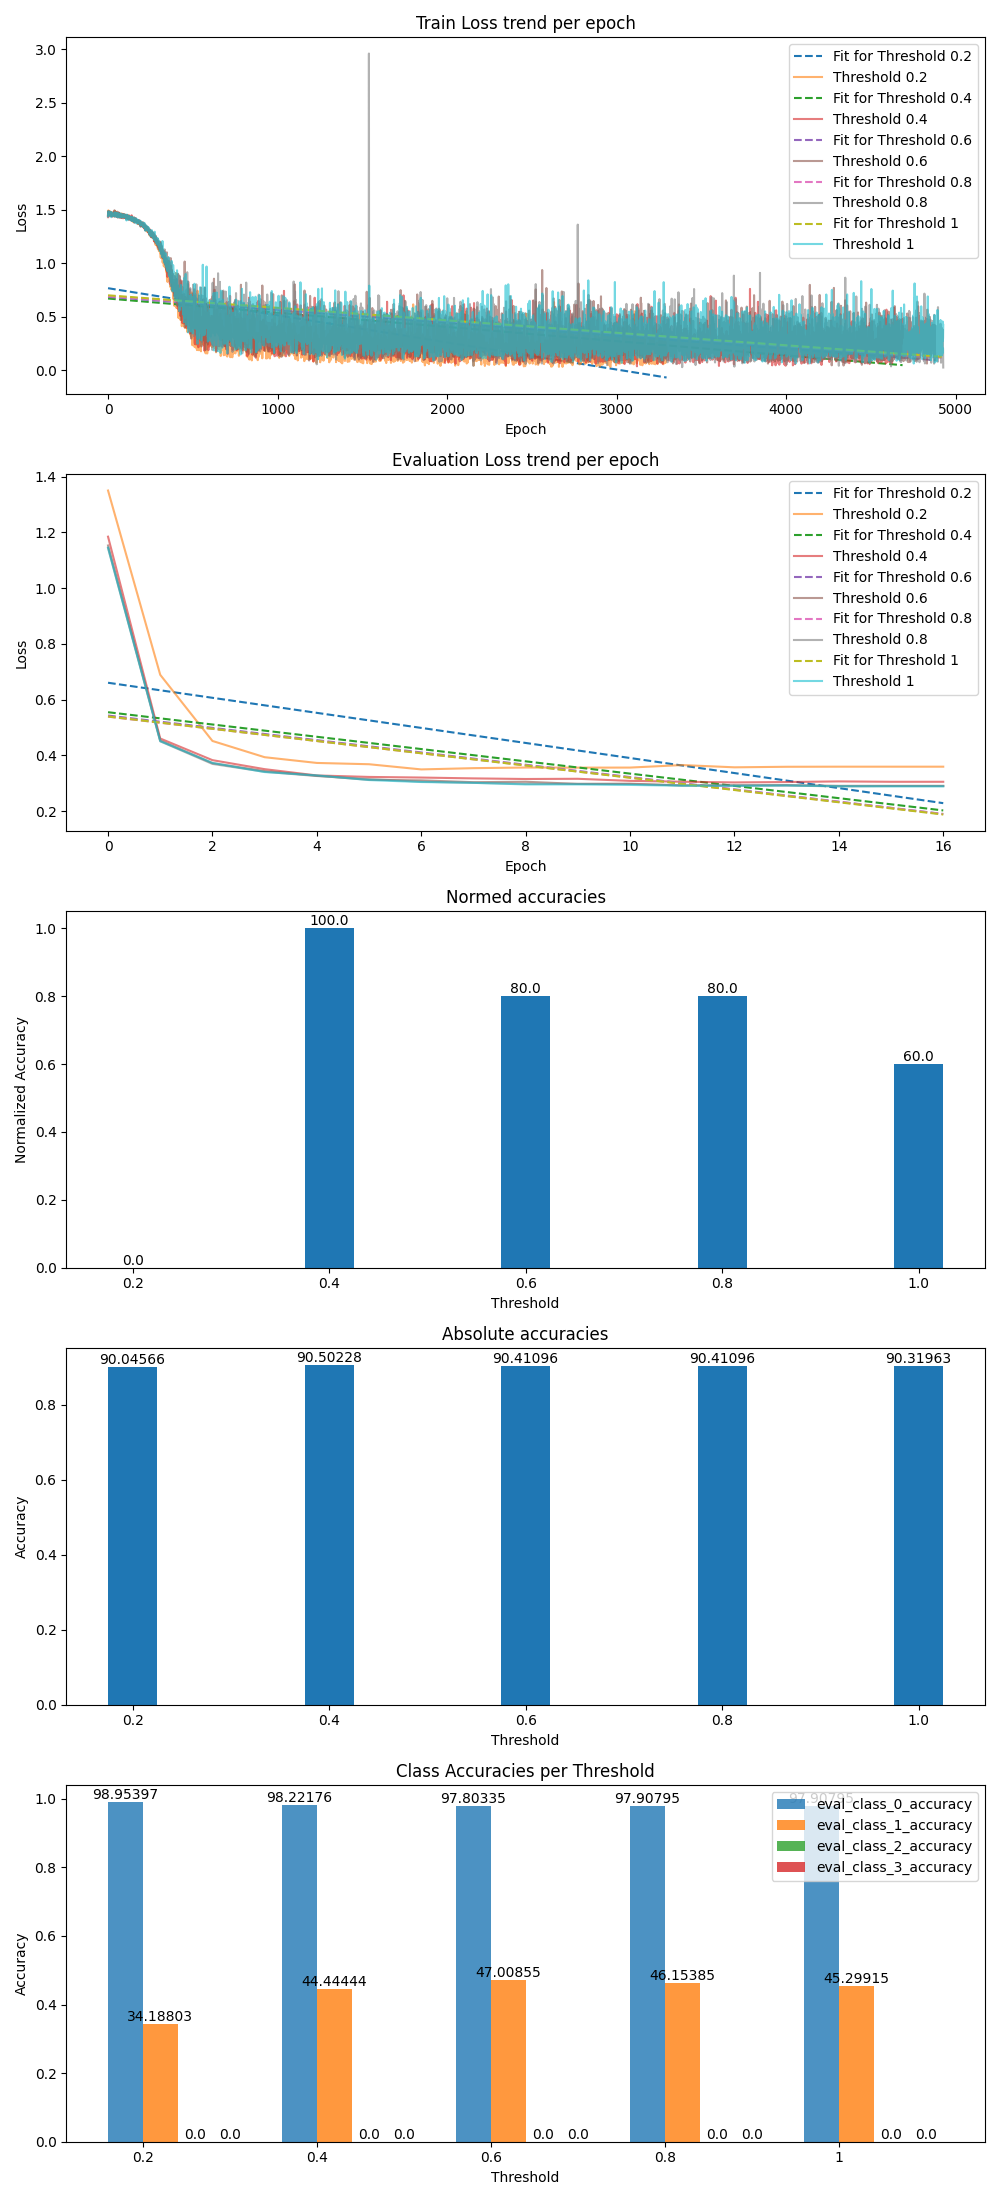 Train Loss trend per epoch
3.0
2.5
2.0
1.5
1.0
0.5
0.0
Loss
Fit for Threshold 0.2
Threshold 0.2
Fit for Threshold 0.4
Threshold 0.4
Fit for Threshold 0.6
Threshold 0.6
Fit for Threshold 0.8
Threshold 0.8
Fit for Threshold 1
Threshold 1
0 1000 2000 3000 4000 5000
Epoch
Evaluation Loss trend per epoch
1.4
1.2
1.0
0.8
0.6
0.4
0.2
Loss
Fit for Threshold 0.2
Threshold 0.2
Fit for Threshold 0.4
Threshold 0.4
Fit for Threshold 0.6
Threshold 0.6
Fit for Threshold 0.8
Threshold 0.8
Fit for Threshold 1
Threshold 1
0 2 4 6 8 10 12 14 16
Epoch
Normed accuracies
1.0
0.8
0.6
0.4
0.2
0.0
Normalized Accuracy
0.0 100.0 80.0 80.0 60.0
0.2 0.4 0.6 0.8 1.0
Threshold
Absolute accuracies
0.8
0.6
0.4
0.2
0.0
Accuracy
90.04566 90.50228 90.41096 90.41096 90.31963
0.2 0.4 0.6 0.8 1.0
Threshold
Class Accuracies per Threshold
1.0
0.8
0.6
0.4
0.2
0.0
Accuracy
98.95397 98.22176 97.80335 97.90795 97.90795
eval_class_0_accuracy
eval_class_1_accuracy
eval_class_2_accuracy
eval_class_3_accuracy
34.18803 44.44444 47.00855 46.15385 45.29915
0.0 0.0 0.0 0.0 0.0 0.0 0.0 0.0 0.0 0.0
0.2 0.4 0.6 0.8 1
Threshold